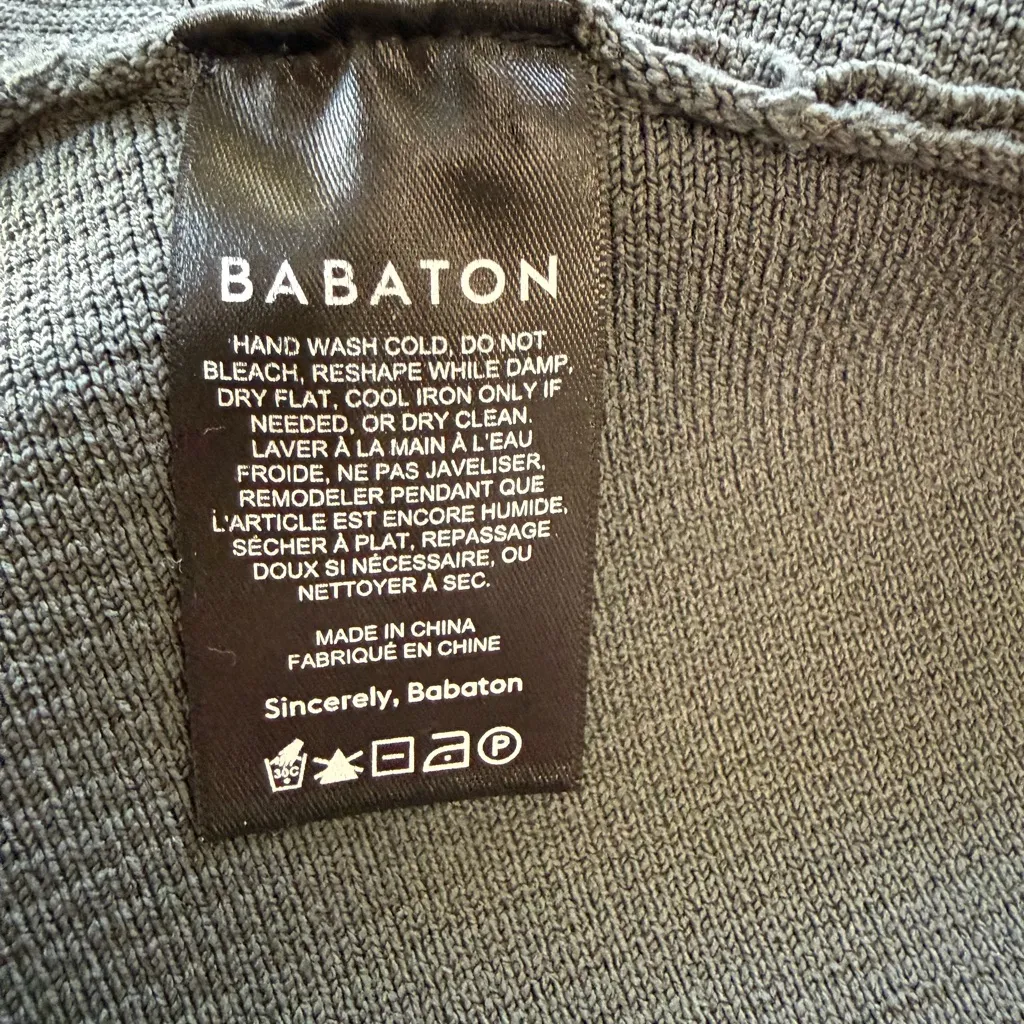 BABATON
HAND WASH COLD, DO NOT
BLEACH, RESHAPE WHILE DAMP,
DRY FLAT, COOL IRON ONLY IF
NEEDED, OR DRY CLEAN.
LAVER À LA MAIN À L'EAU
FROIDE, NE PAS JAVELISER,
REMODELER PENDANT QUE
L'ARTICLE EST ENCORE HUMIDE,
SÉCHER À PLAT, REPASSAGE
DOUX SI NÉCESSAIRE, OU
NETTOYER À SEC.
MADE IN CHINA
FABRIQUÉ EN CHINE
Sincerely, Babaton
30C P